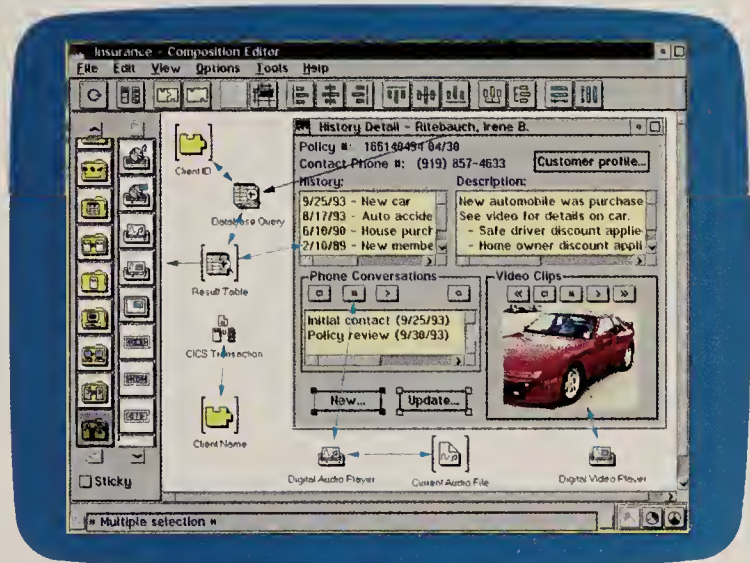 Insurance - Composition Editor
File Edit View Options Tools Help
History Detail - Ritebauch, Irene B.
Policy #: 166140494 04/30
Contact Phone #: (919) 857-4633 Customer profile...
History: Description:
9/25/93 - New car
8/17/93 - Auto accide
6/10/90 - House purch
2/10/89 - New membe
New automobile was purchase
See video for details on car.
- Safe driver discount applie
- Home owner discount appli
Phone Conversations
Initial contact (9/25/93)
Policy review (9/30/93)
Video Clips
New... Update...
Client ID
Database Query
Result Table
CICS Transaction
Client Name
Digital Audio Player
Current Audio File
Digital Video Player
Sticky
* Multiple selection *